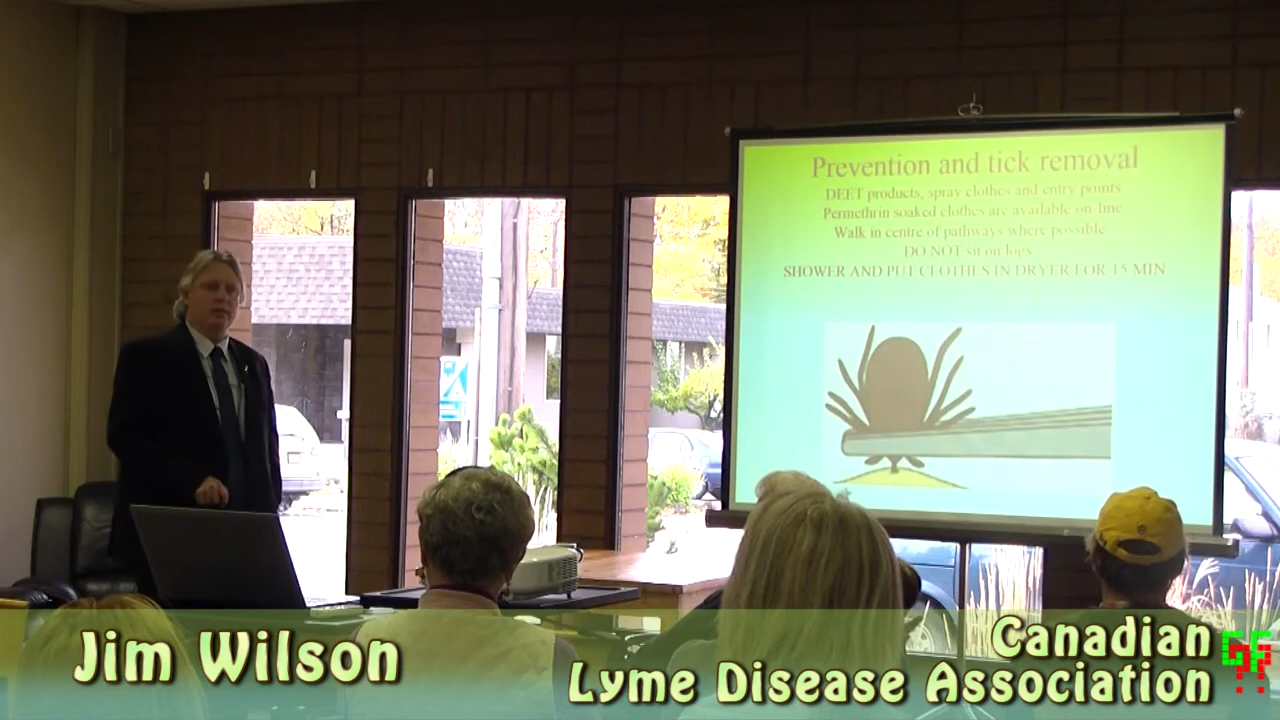 Prevention and tick removal
DEET products, spray clothes and entry points
Permethrin soaked clothes are available on-line
Walk in centre of pathways where possible
DO NOT sit on logs
SHOWER AND PUT CLOTHES IN DRYER FOR 15 MIN
Jim Wilson
Canadian
Lyme Disease Association